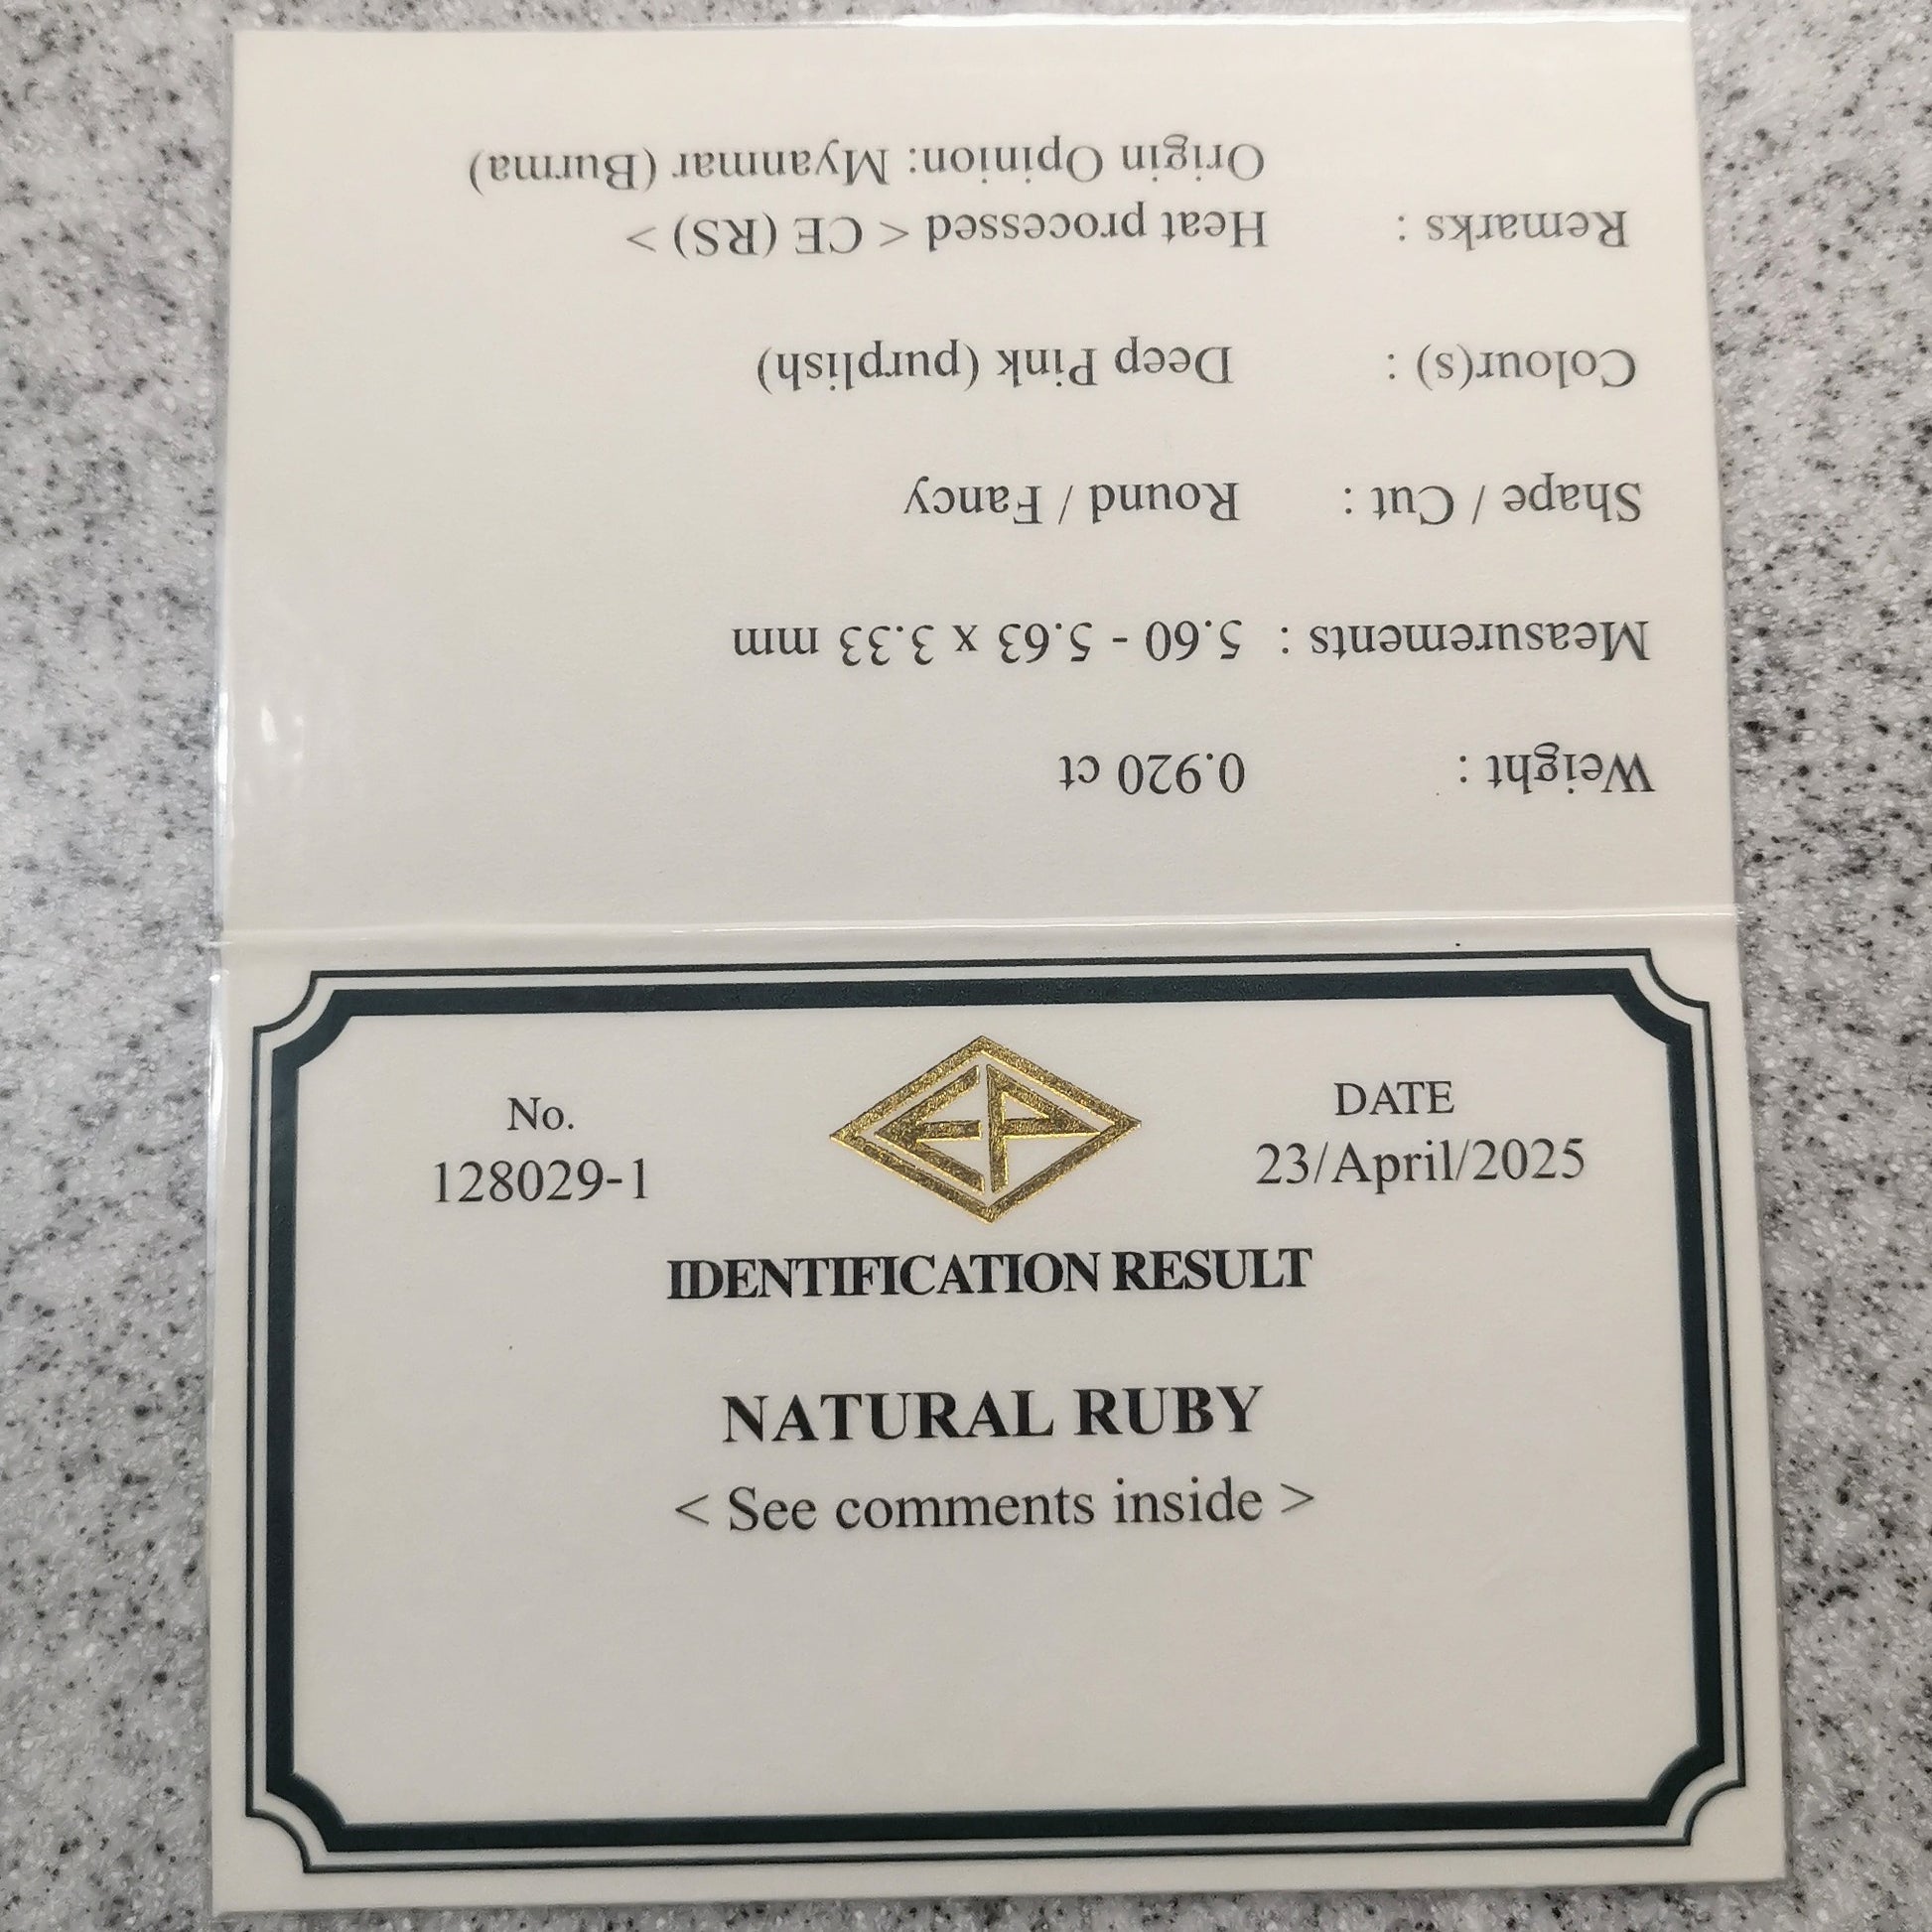 No.
128029-1
EP
DATE
23/April/2025
IDENTIFICATION RESULT
NATURAL RUBY
< See comments inside >
Weight : 0.920 ct
Measurements : 5.60 - 5.63 x 3.33 mm
Shape / Cut : Round / Fancy
Colour(s) : Deep Pink (purplish)
Remarks : Heat processed < CE (RS) >
Origin Opinion: Myanmar (Burma)